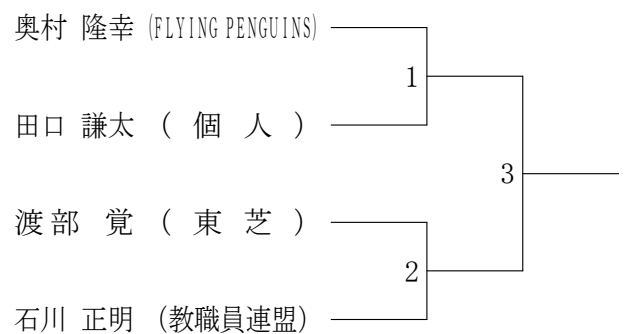 奥村 隆幸 (FLYING PENGUINS)
1
田口 謙太 ( 個 人 )
3
渡部 覚 ( 東 芝 )
2
石川 正明 (教職員連盟)